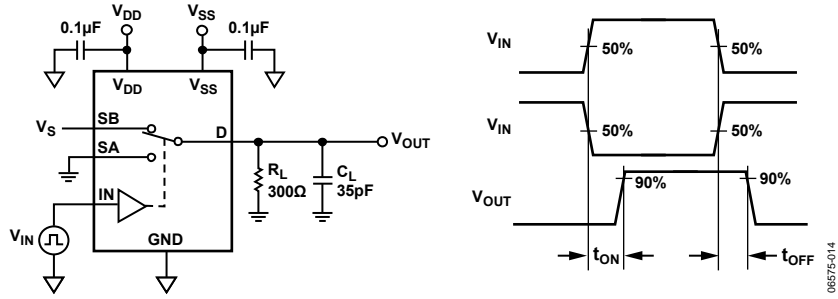 VDD
VSS
0.1µF
0.1µF
VDD
VSS
VS
SB
SA
D
VOUT
RL
300Ω
CL
35pF
IN
VIN
GND
VIN
50%
50%
VIN
50%
50%
VOUT
90%
90%
tON
tOFF
06575-014